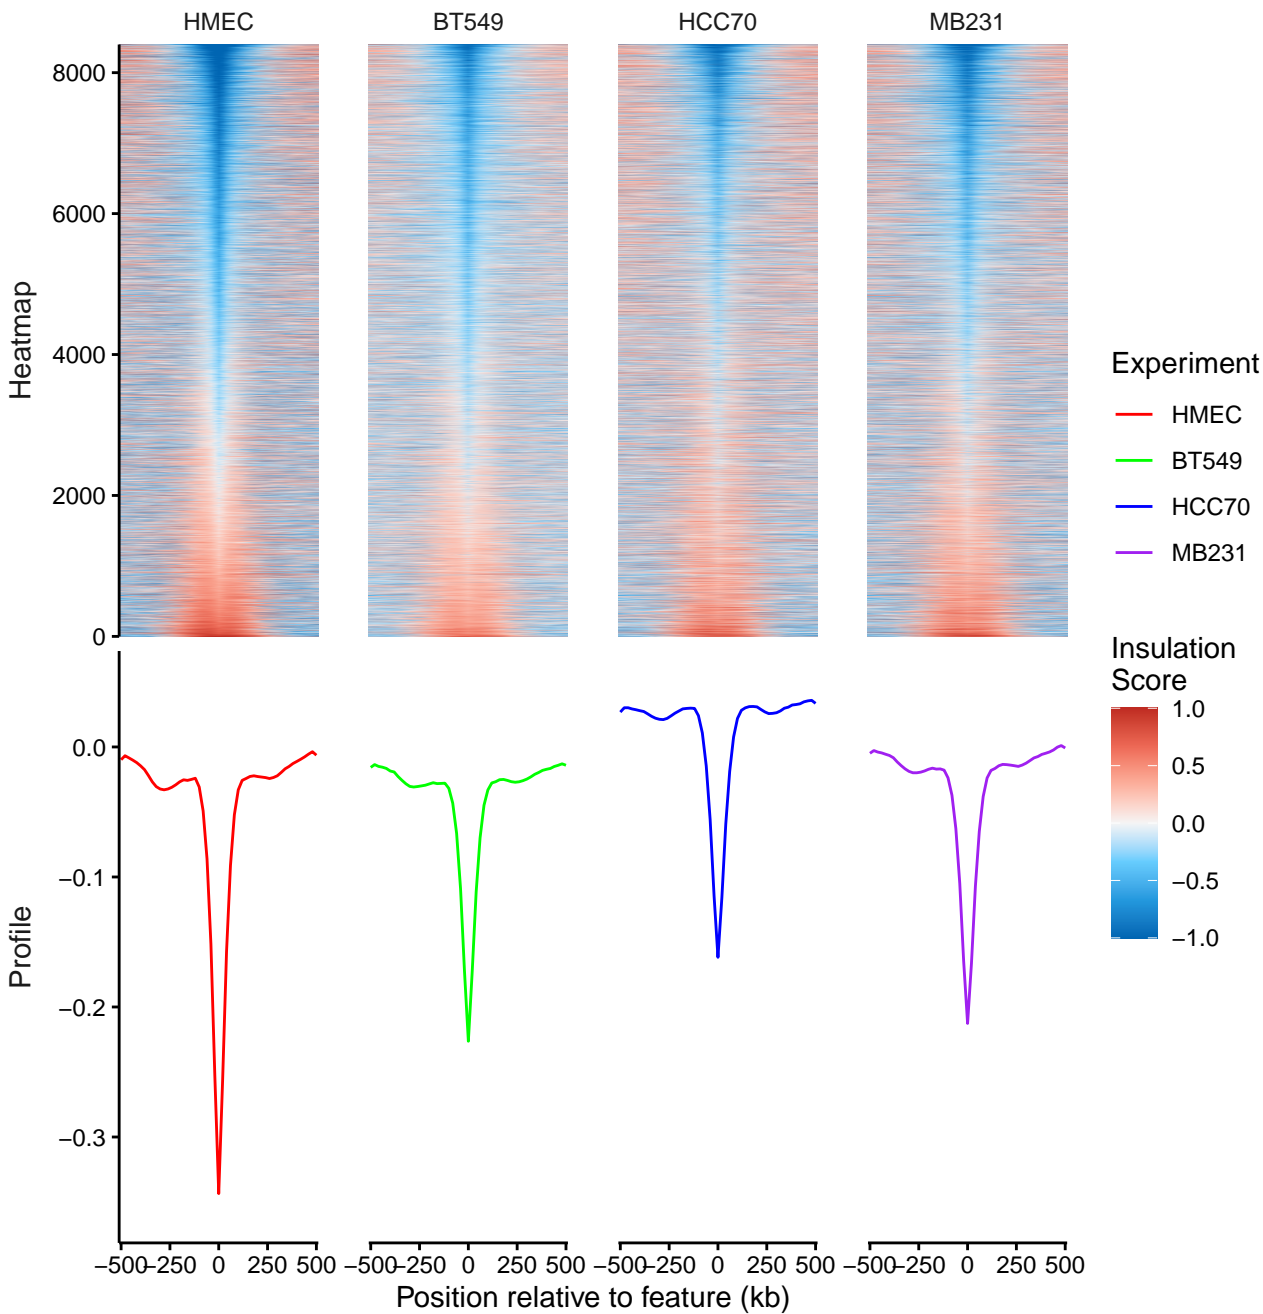 HMEC BT549 HCC70 MB231
Heatmap
8000
6000
4000
2000
0
Experiment
HMEC
BT549
HCC70
MB231
Insulation
Score
1.0
0.5
0.0
−0.5
−1.0
Profile
0.0
−0.1
−0.2
−0.3
−500 −250 0 250 500 −500 −250 0 250 500 −500 −250 0 250 500 −500 −250 0 250 500
Position relative to feature (kb)